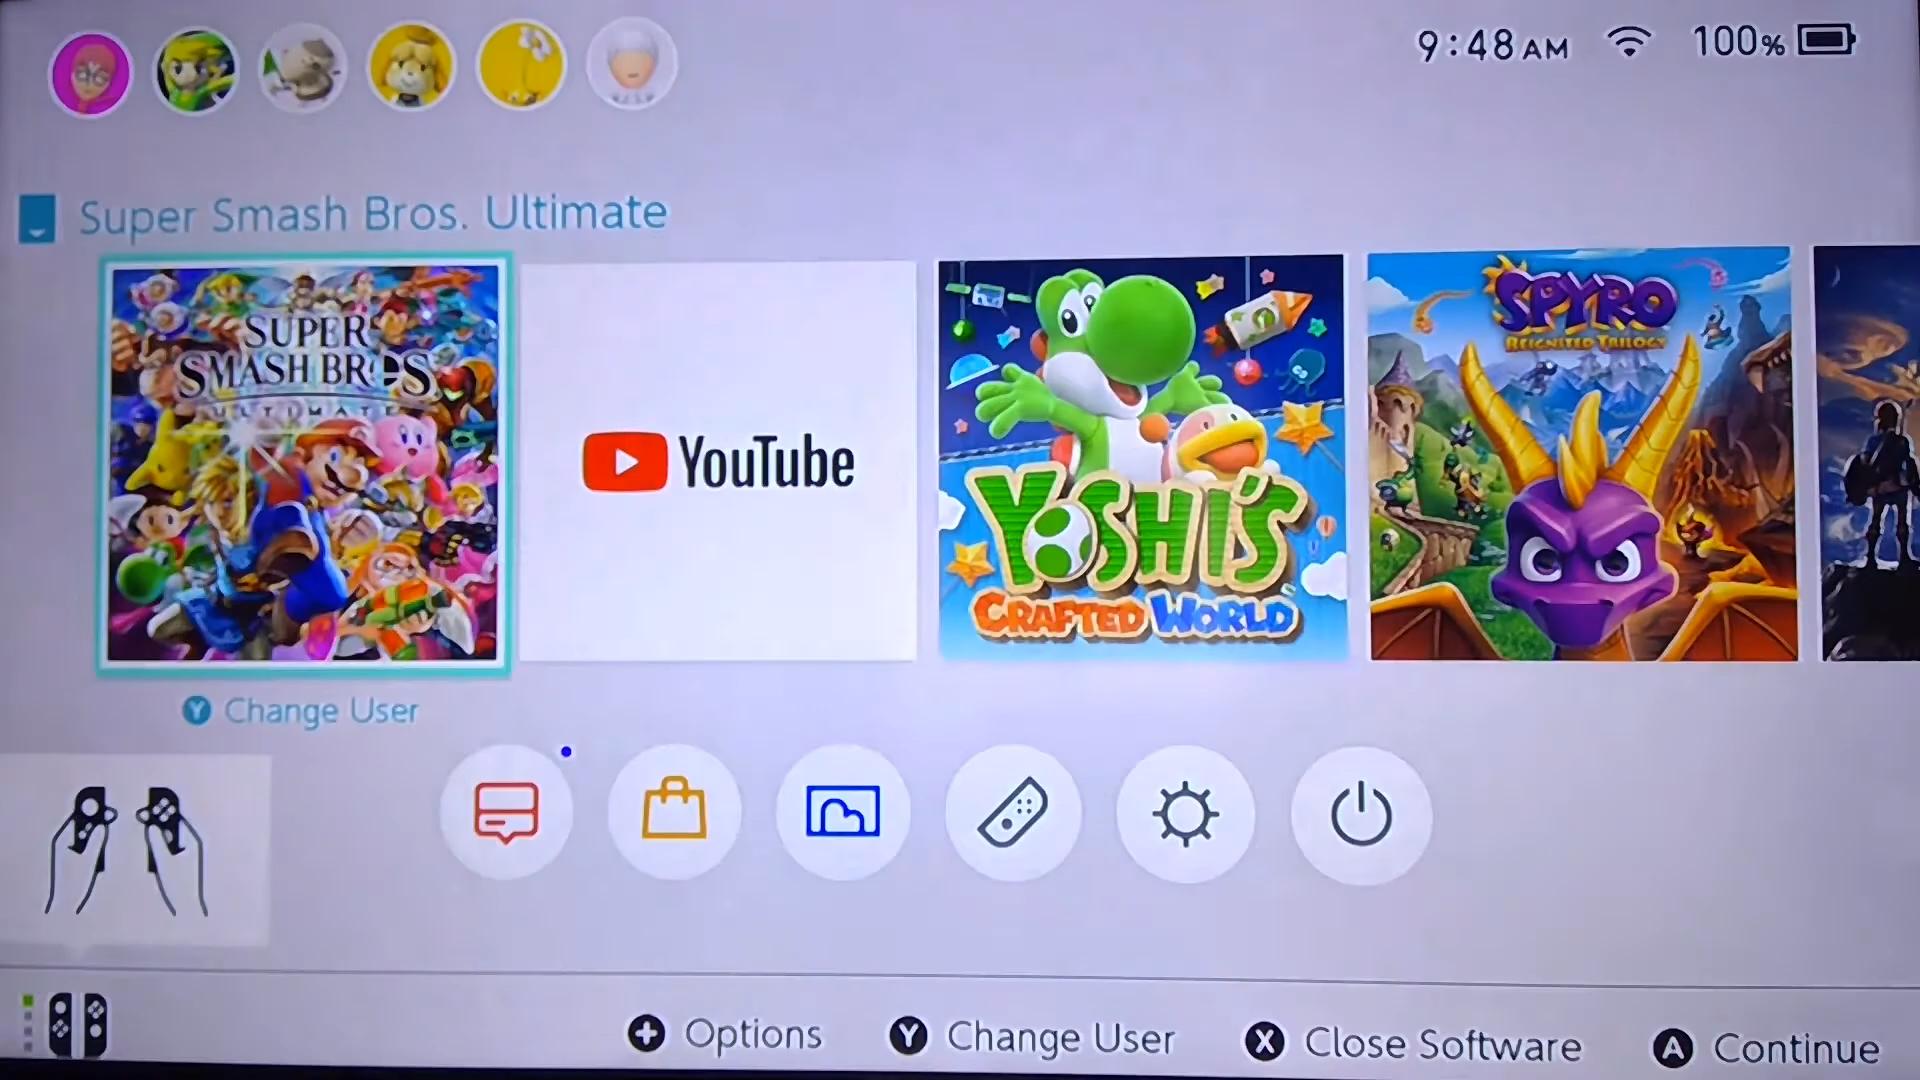 9:48 AM 100%
Super Smash Bros. Ultimate
SUPER
SMASH BROS.
ULTIMATE
YouTube
YOSHI'S
CRAFTED WORLD
SPYRO
REIGNITED TRILOGY
Y Change User
+ Options Y Change User X Close Software A Continue